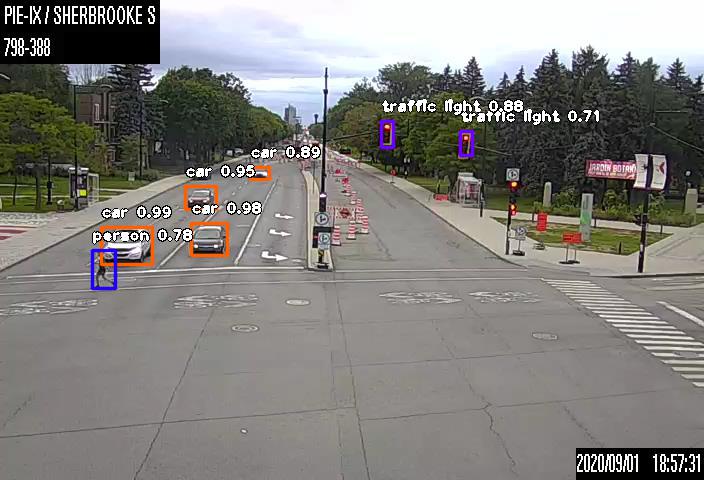 PIE-IX / SHERBROOKE S
798-388
traffic light 0.88
traffic light 0.71
car 0.89
car 0.95
car 0.99
car 0.98
person 0.78
JARDIN BOTAN
2020/09/01 18:57:31